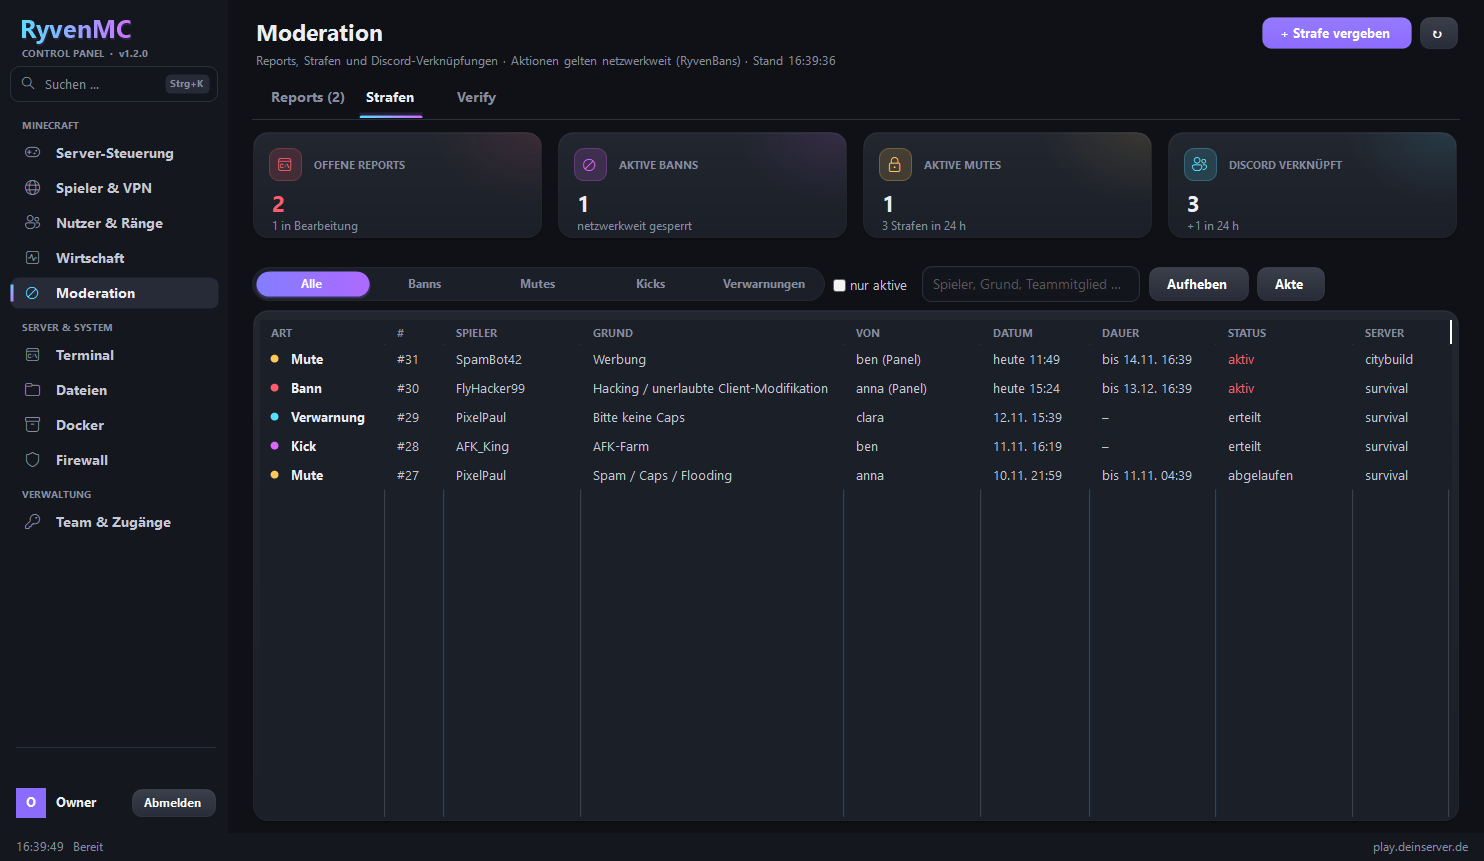 RyvenMC
CONTROL PANEL · v1.2.0
Suchen ...
Strg+K
MINECRAFT
Server-Steuerung
Spieler & VPN
Nutzer & Ränge
Wirtschaft
Moderation
SERVER & SYSTEM
Terminal
Dateien
Docker
Firewall
VERWALTUNG
Team & Zugänge
O Owner Abmelden
16:39:49 Bereit
Moderation
Reports, Strafen und Discord-Verknüpfungen · Aktionen gelten netzwerkweit (RyvenBans) · Stand 16:39:36
+ Strafe vergeben ↻
Reports (2) Strafen Verify
OFFENE REPORTS
2
1 in Bearbeitung
AKTIVE BANNS
1
netzwerkweit gesperrt
AKTIVE MUTES
1
3 Strafen in 24 h
DISCORD VERKNÜPFT
3
+1 in 24 h
Alle Banns Mutes Kicks Verwarnungen nur aktive Spieler, Grund, Teammitglied ... Aufheben Akte
ART # SPIELER GRUND VON DATUM DAUER STATUS SERVER
Mute #31 SpamBot42 Werbung ben (Panel) heute 11:49 bis 14.11. 16:39 aktiv citybuild
Bann #30 FlyHacker99 Hacking / unerlaubte Client-Modifikation anna (Panel) heute 15:24 bis 13.12. 16:39 aktiv survival
Verwarnung #29 PixelPaul Bitte keine Caps clara 12.11. 15:39 – erteilt survival
Kick #28 AFK_King AFK-Farm ben 11.11. 16:19 – erteilt survival
Mute #27 PixelPaul Spam / Caps / Flooding anna 10.11. 21:59 bis 11.11. 04:39 abgelaufen survival
play.deinserver.de